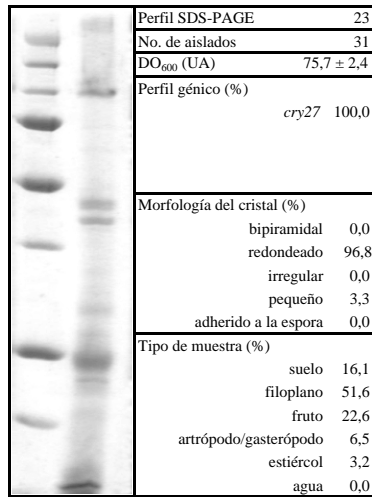 Perfil SDS-PAGE 23
No. de aislados 31
DO600 (UA) 75,7 ± 2,4
Perfil génico (%)
cry27 100,0
Morfología del cristal (%)
bipiramidal 0,0
redondeado 96,8
irregular 0,0
pequeño 3,3
adherido a la espora 0,0
Tipo de muestra (%)
suelo 16,1
filoplano 51,6
fruto 22,6
artrópodo/gasterópodo 6,5
estiércol 3,2
agua 0,0